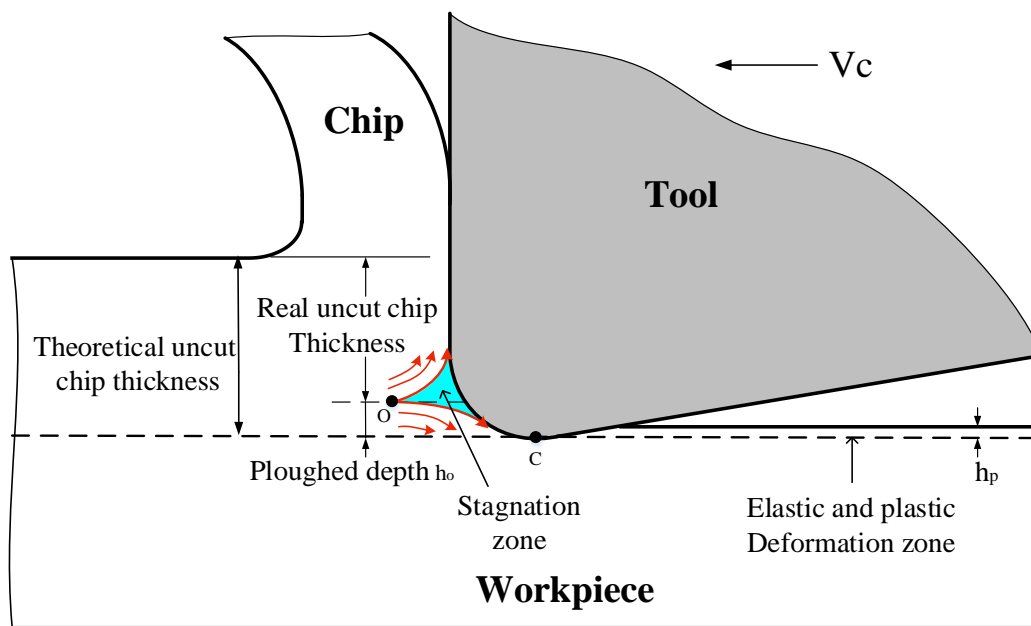 Vc
Chip
Tool
Real uncut chip
Thickness
Theoretical uncut
chip thickness
O
C
Ploughed depth ho
hp
Stagnation
zone
Elastic and plastic
Deformation zone
Workpiece